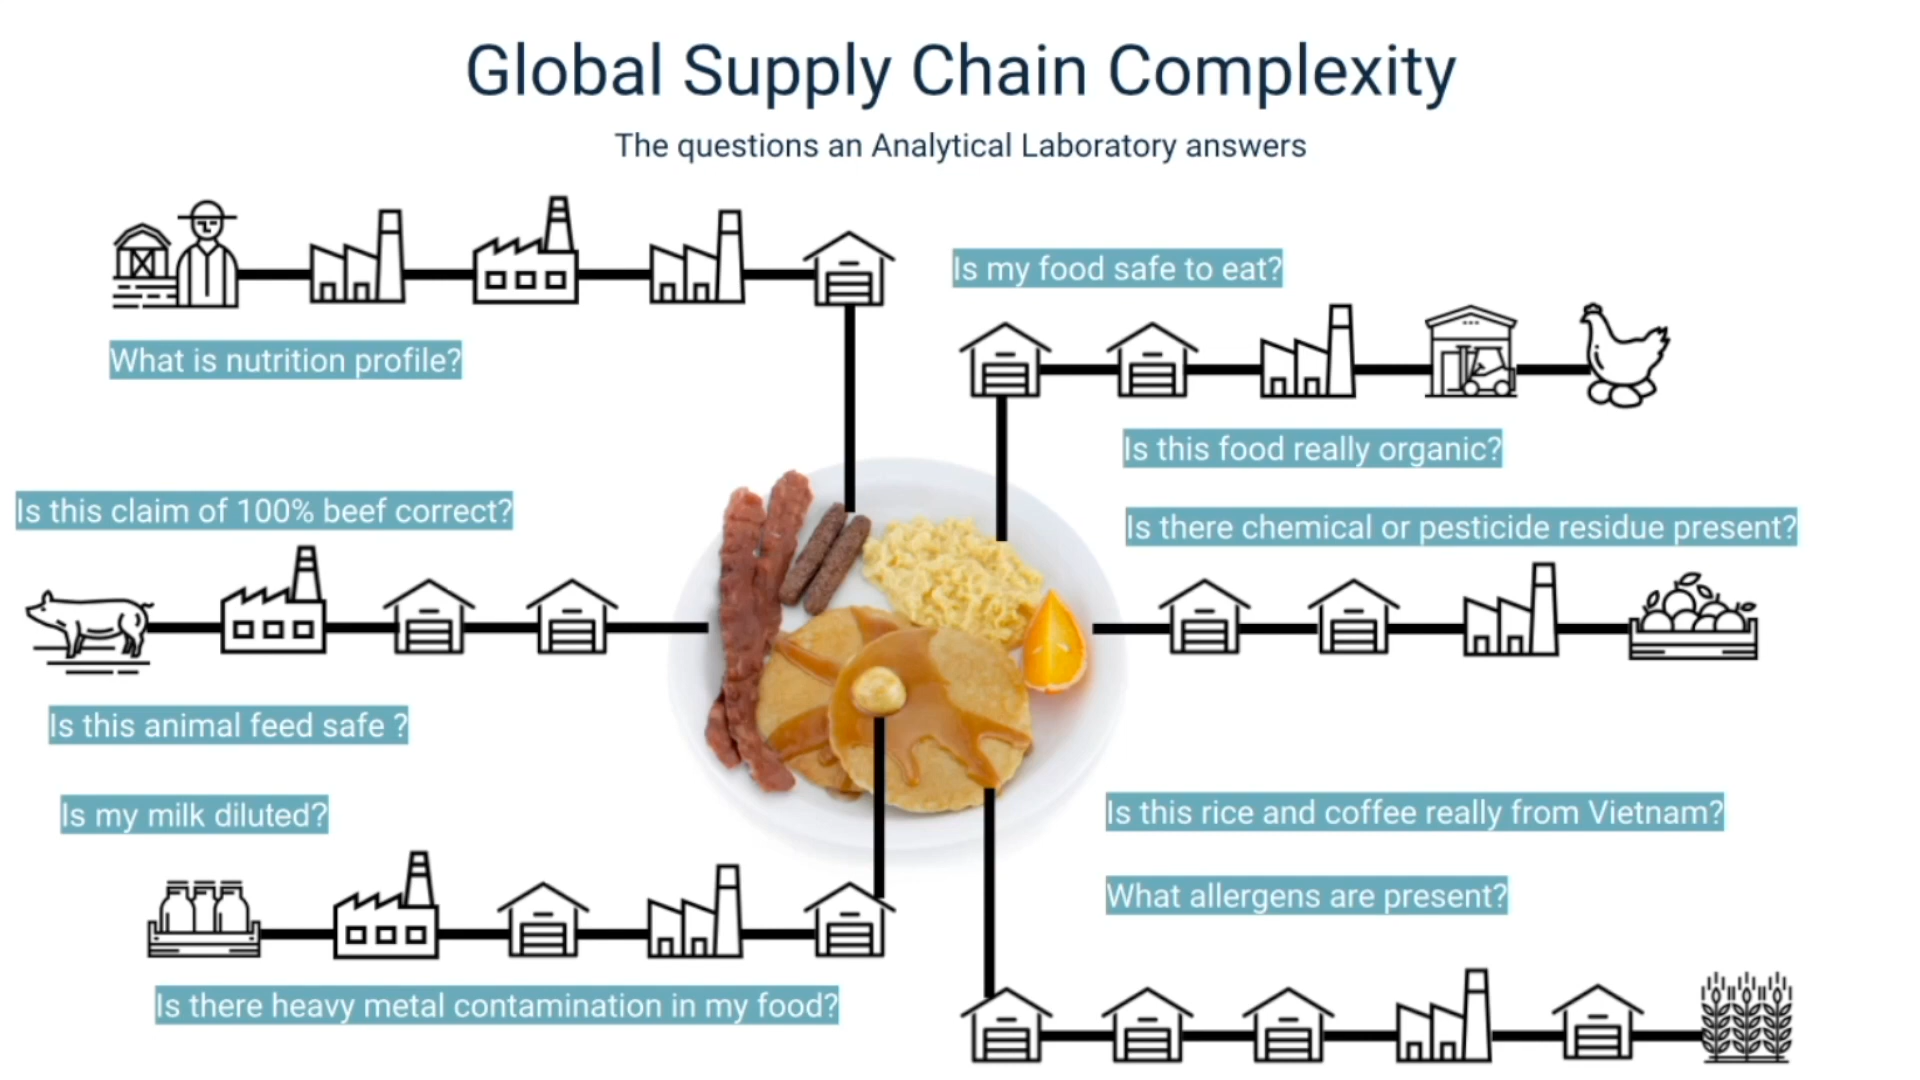 Global Supply Chain Complexity
The questions an Analytical Laboratory answers
Is my food safe to eat?
What is nutrition profile?
Is this food really organic?
Is this claim of 100% beef correct?
Is there chemical or pesticide residue present?
Is this animal feed safe ?
Is my milk diluted?
Is this rice and coffee really from Vietnam?
What allergens are present?
Is there heavy metal contamination in my food?